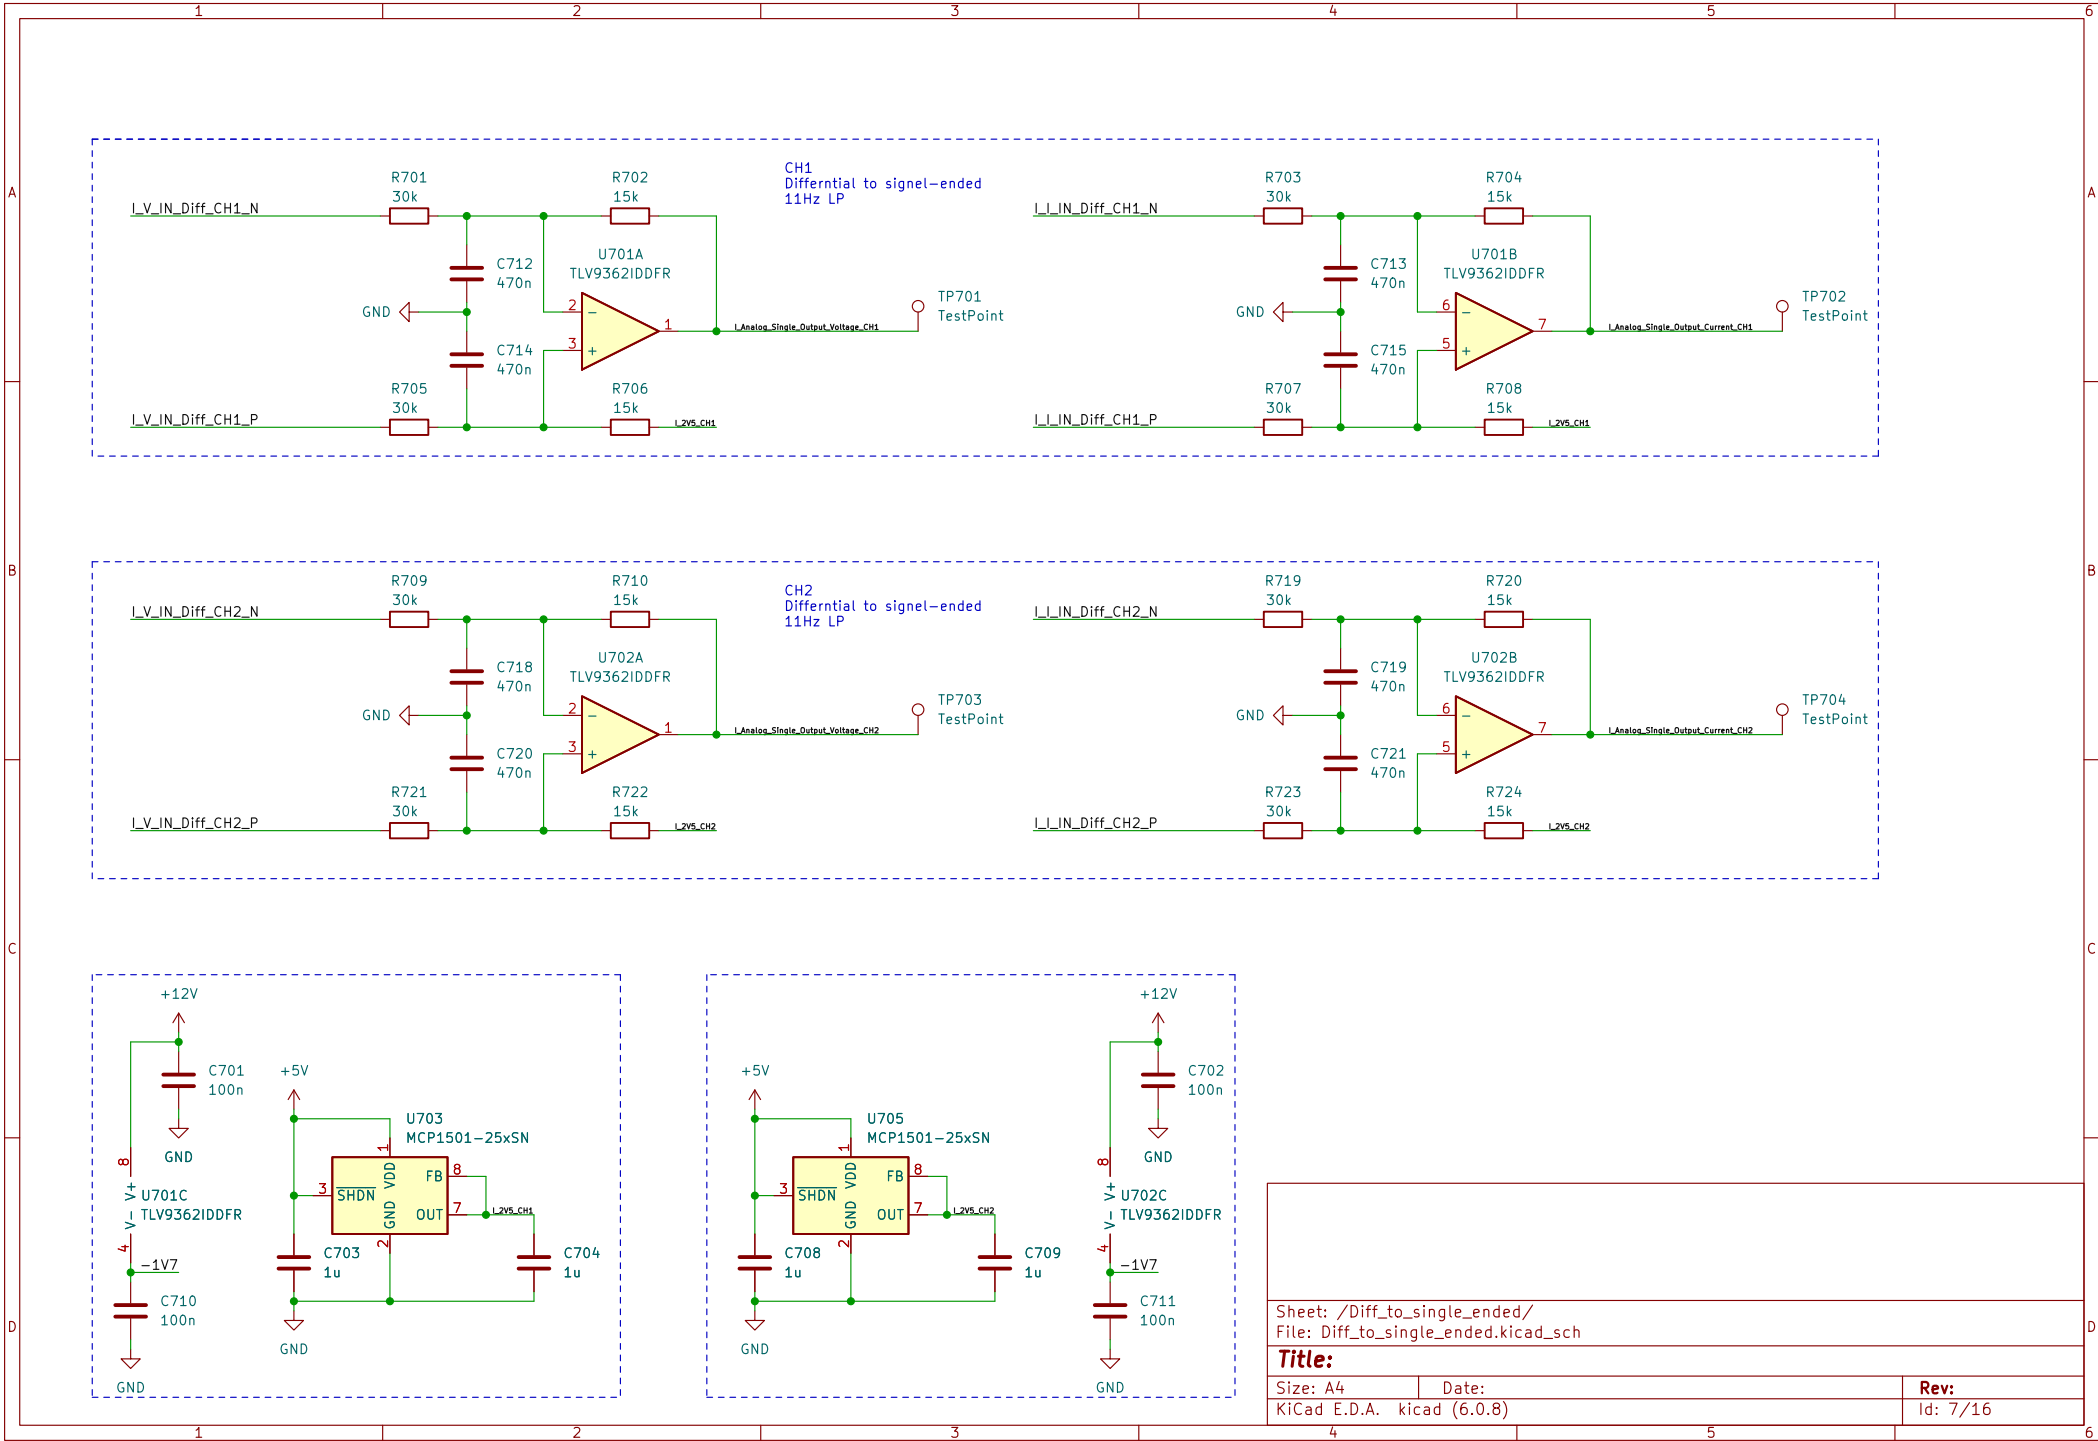 1 2 3 4 5 6
A A
R701
30k
I_V_IN_Diff_CH1_N
R702
15k
CH1
Differntial to signel-ended
11Hz LP
R703
30k
I_I_IN_Diff_CH1_N
R704
15k
U701A
TLV9362IDDFR
C712
470n
GND
2
3
1
−
+
I_Analog_Single_Output_Voltage_CH1
TP701
TestPoint
C714
470n
R705
30k
I_V_IN_Diff_CH1_P
R706
15k
I_2V5_CH1
U701B
TLV9362IDDFR
C713
470n
GND
6
5
7
−
+
I_Analog_Single_Output_Current_CH1
TP702
TestPoint
C715
470n
R707
30k
I_I_IN_Diff_CH1_P
R708
15k
I_2V5_CH1
B B
R709
30k
I_V_IN_Diff_CH2_N
R710
15k
CH2
Differntial to signel-ended
11Hz LP
R719
30k
I_I_IN_Diff_CH2_N
R720
15k
U702A
TLV9362IDDFR
C718
470n
GND
2
3
1
−
+
I_Analog_Single_Output_Voltage_CH2
TP703
TestPoint
C720
470n
R721
30k
I_V_IN_Diff_CH2_P
R722
15k
I_2V5_CH2
U702B
TLV9362IDDFR
C719
470n
GND
6
5
7
−
+
I_Analog_Single_Output_Current_CH2
TP704
TestPoint
C721
470n
R723
30k
I_I_IN_Diff_CH2_P
R724
15k
I_2V5_CH2
C C
+12V
C701
100n
GND
8
V+
V−
4
U701C
TLV9362IDDFR
-1V7
C710
100n
GND
+5V
U703
MCP1501-25xSN
1
VDD
FB
8
3
SHDN
GND
OUT
7
2
I_2V5_CH1
C703
1u
C704
1u
GND
+5V
U705
MCP1501-25xSN
1
VDD
FB
8
3
SHDN
GND
OUT
7
2
I_2V5_CH2
C708
1u
C709
1u
GND
+12V
C702
100n
GND
8
V+
V−
4
U702C
TLV9362IDDFR
-1V7
C711
100n
GND
D D
Sheet: /Diff_to_single_ended/
File: Diff_to_single_ended.kicad_sch
Title:
Size: A4 Date: Rev:
KiCad E.D.A. kicad (6.0.8) Id: 7/16
1 2 3 4 5 6